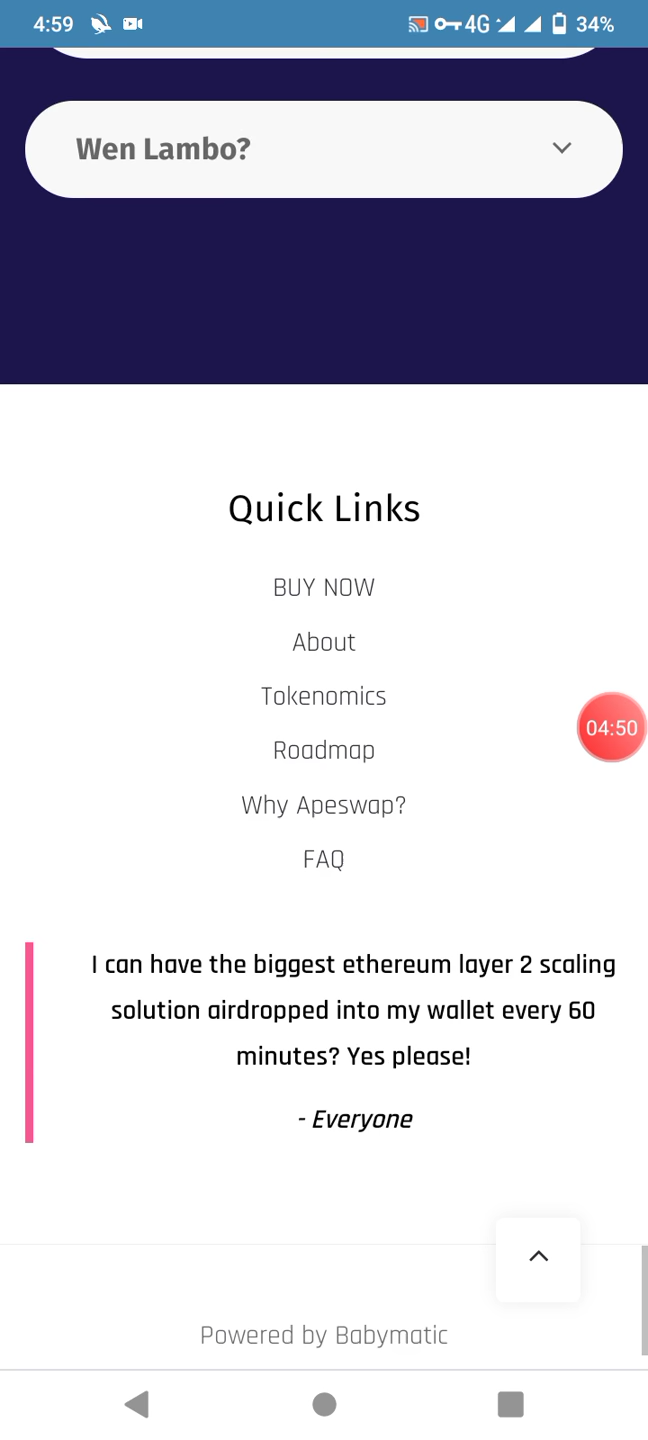 4:59
4G
34%
Wen Lambo?
Quick Links
BUY NOW
About
Tokenomics
Roadmap
04:50
Why Apeswap?
FAQ
I can have the biggest ethereum layer 2 scaling
solution airdropped into my wallet every 60
minutes? Yes please!
- Everyone
Powered by Babymatic